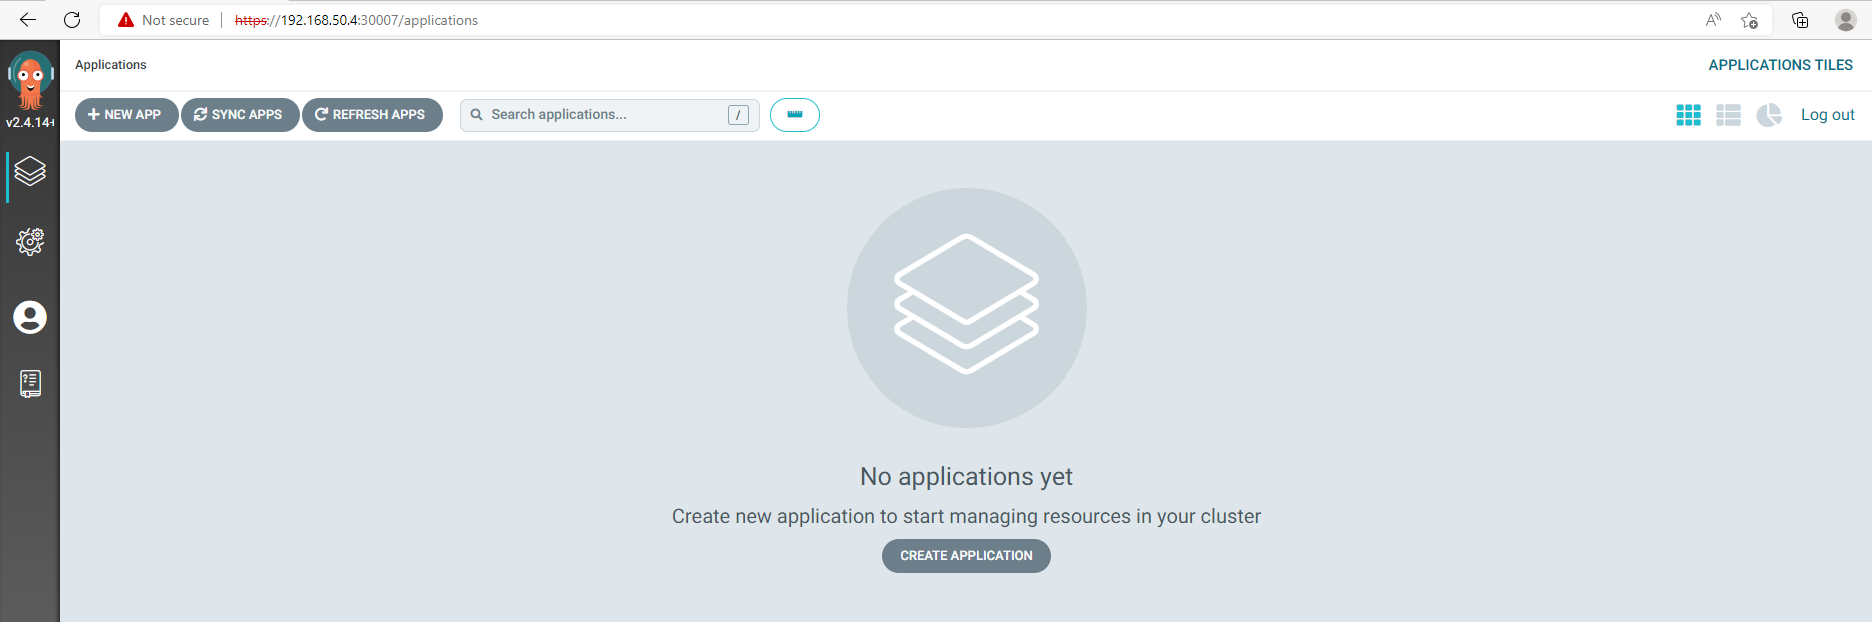 Not secure https://192.168.50.4:30007/applications
Applications
APPLICATIONS TILES
v2.4.14+
NEW APP SYNC APPS REFRESH APPS Search applications... / Log out
No applications yet
Create new application to start managing resources in your cluster
CREATE APPLICATION